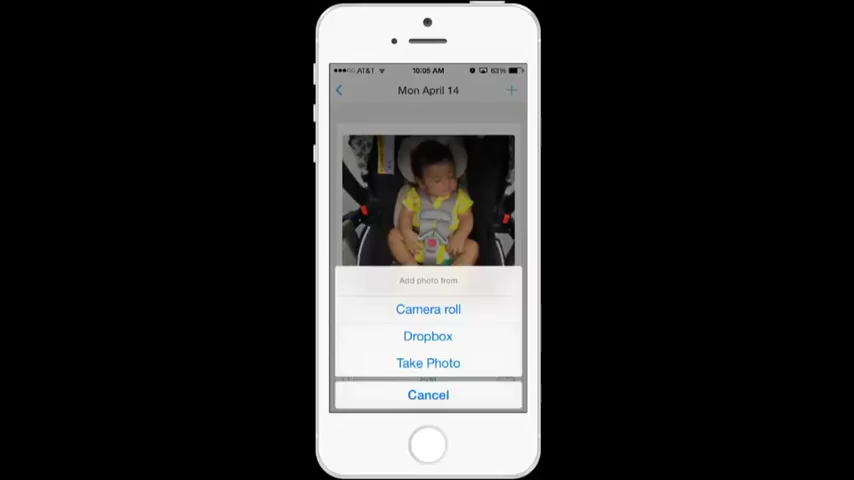 AT&T 10:05 AM 63%
Mon April 14
Add photo from
Camera roll
Dropbox
Take Photo
Cancel